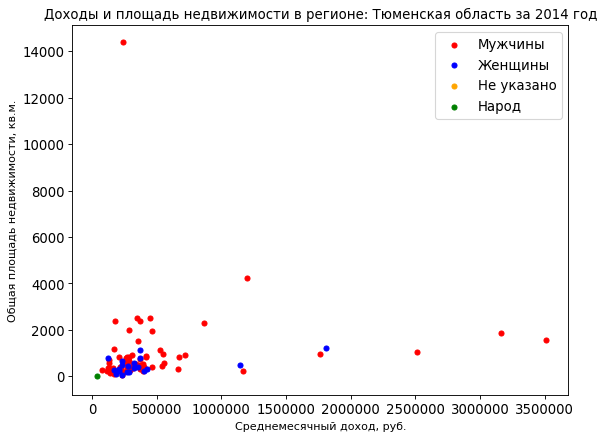 Доходы и площадь недвижимости в регионе: Тюменская область за 2014 год
Общая площадь недвижимости, кв.м.
14000
12000
10000
8000
6000
4000
2000
0
Мужчины
Женщины
Не указано
Народ
0 500000 1000000 1500000 2000000 2500000 3000000 3500000
Среднемесячный доход, руб.